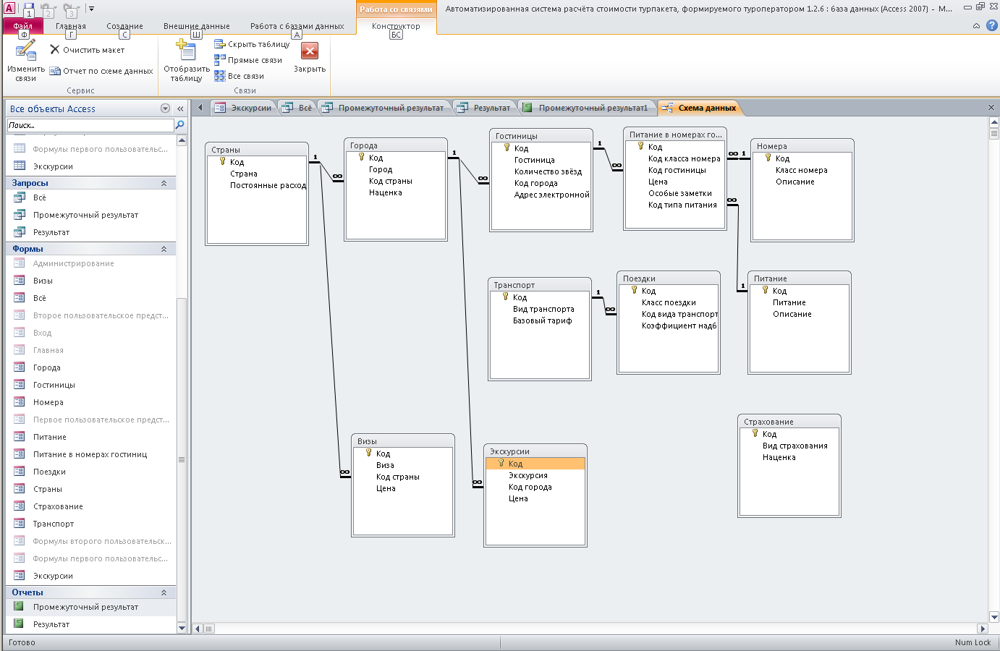 Работа со связями
Автоматизированная система расчёта стоимости турпакета, формируемого туроператором 1.2.6 : база данных (Access 2007) - M...
1 2 3
Файл Главная Создание Внешние данные Работа с базами данных Конструктор
Ф Г С Ш А БС
Изменить связи
Очистить макет
Отчет по схеме данных
Сервис
Отобразить таблицу
Скрыть таблицу
Прямые связи
Все связи
Закрыть
Связи
Все объекты Access
Поиск...
Формулы первого пользовательс...
Экскурсии
Запросы
Всё
Промежуточный результат
Результат
Формы
Администрирование
Визы
Всё
Второе пользовательское предст...
Вход
Главная
Города
Гостиницы
Номера
Первое пользовательское предст...
Питание
Питание в номерах гостиниц
Поездки
Страны
Страхование
Транспорт
Формулы второго пользовательск...
Формулы первого пользовательс...
Экскурсии
Отчеты
Промежуточный результат
Результат
Экскурсии Всё Промежуточный результат Результат Промежуточный результат1 Схема данных
Страны
Код
Страна
Постоянные расход
1 ∞
Города
Код
Город
Код страны
Наценка
1 ∞
Гостиницы
Код
Гостиница
Количество звёзд
Код города
Адрес электронной
1 ∞
Питание в номерах го...
Код
Код класса номера
Код гостиницы
Цена
Особые заметки
Код типа питания
∞ 1
∞ 1
Номера
Код
Класс номера
Описание
Транспорт
Код
Вид транспорта
Базовый тариф
1 ∞
Поездки
Код
Класс поездки
Код вида транспорт
Коэффициент надб
Питание
Код
Питание
Описание
∞
Визы
Код
Виза
Код страны
Цена
∞
Экскурсии
Код
Экскурсия
Код города
Цена
Страхование
Код
Вид страхования
Наценка
Готово
Num Lock